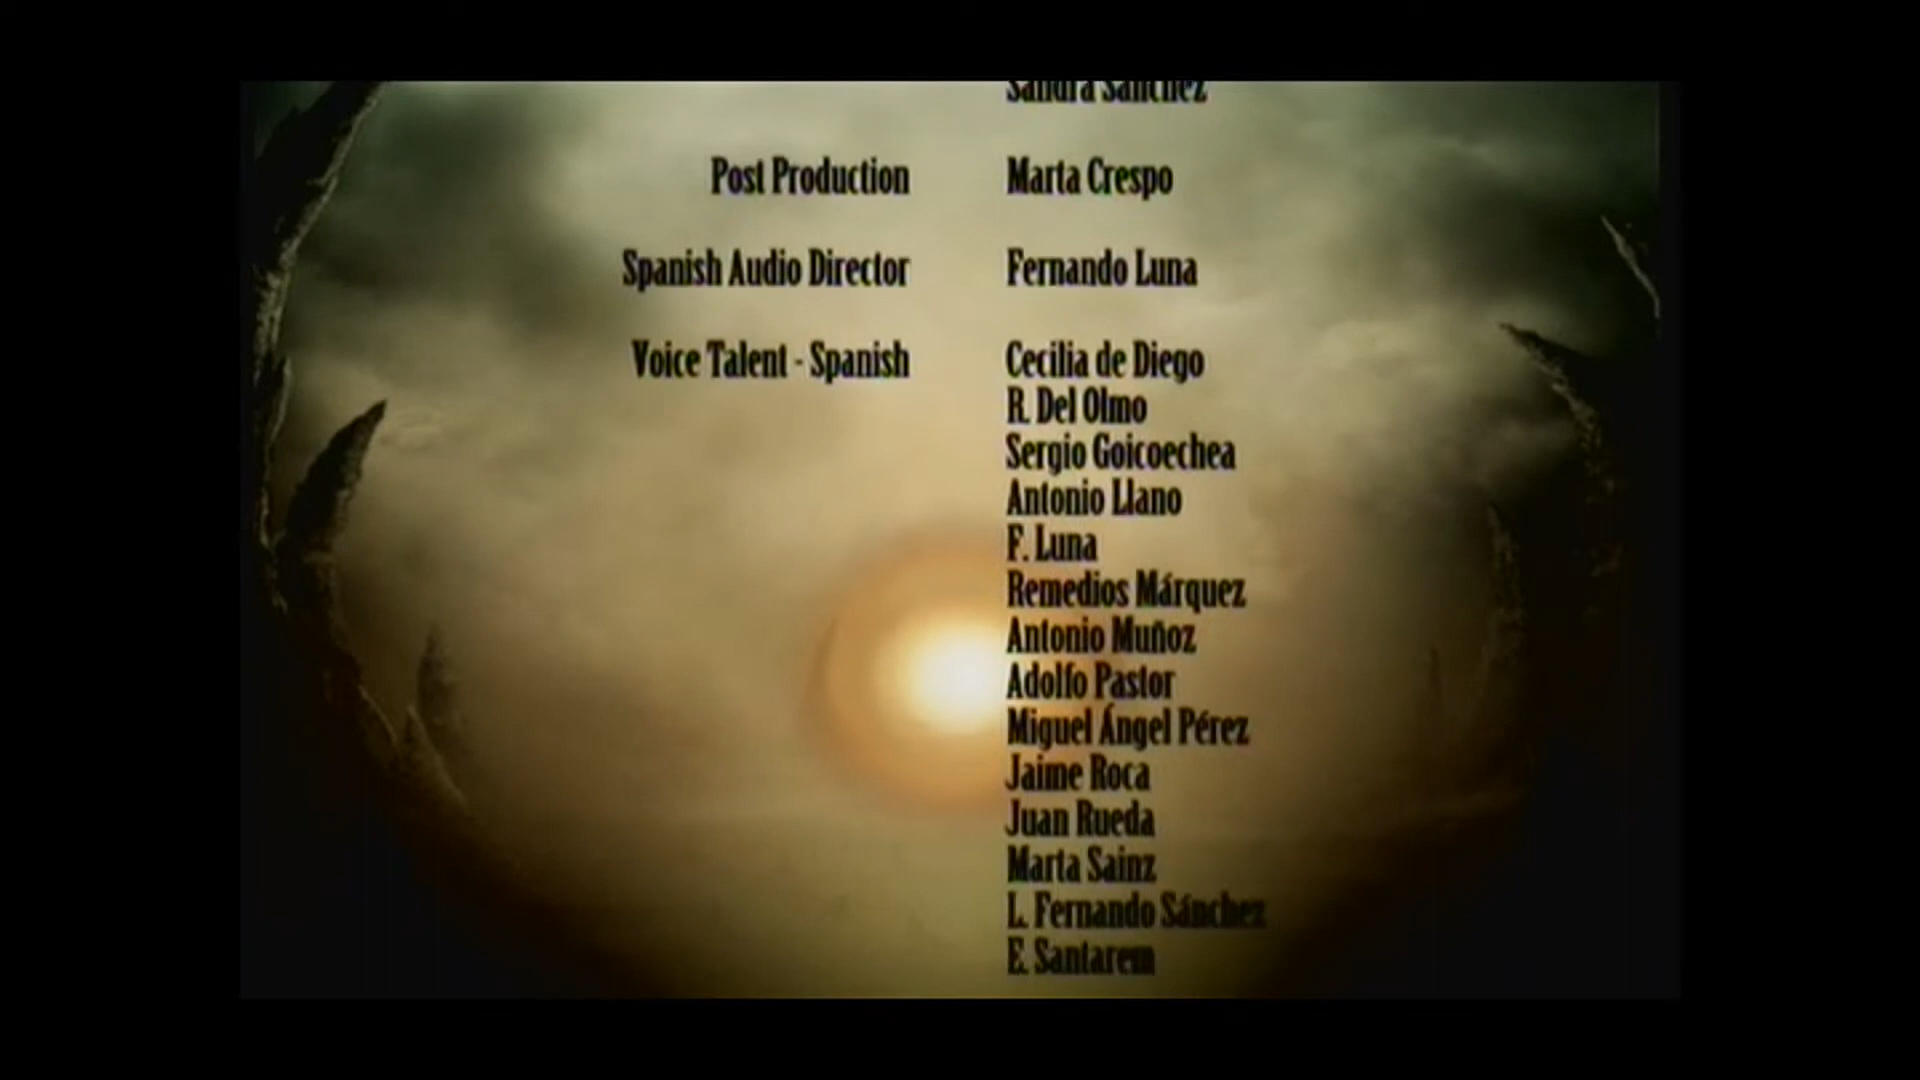 Sandra Sánchez
Post Production Marta Crespo
Spanish Audio Director Fernando Luna
Voice Talent - Spanish Cecilia de Diego
R. Del Olmo
Sergio Goicoechea
Antonio Llano
F. Luna
Remedios Márquez
Antonio Muñoz
Adolfo Pastor
Miguel Ángel Pérez
Jaime Roca
Juan Rueda
Marta Sainz
L. Fernando Sánchez
E. Santarem